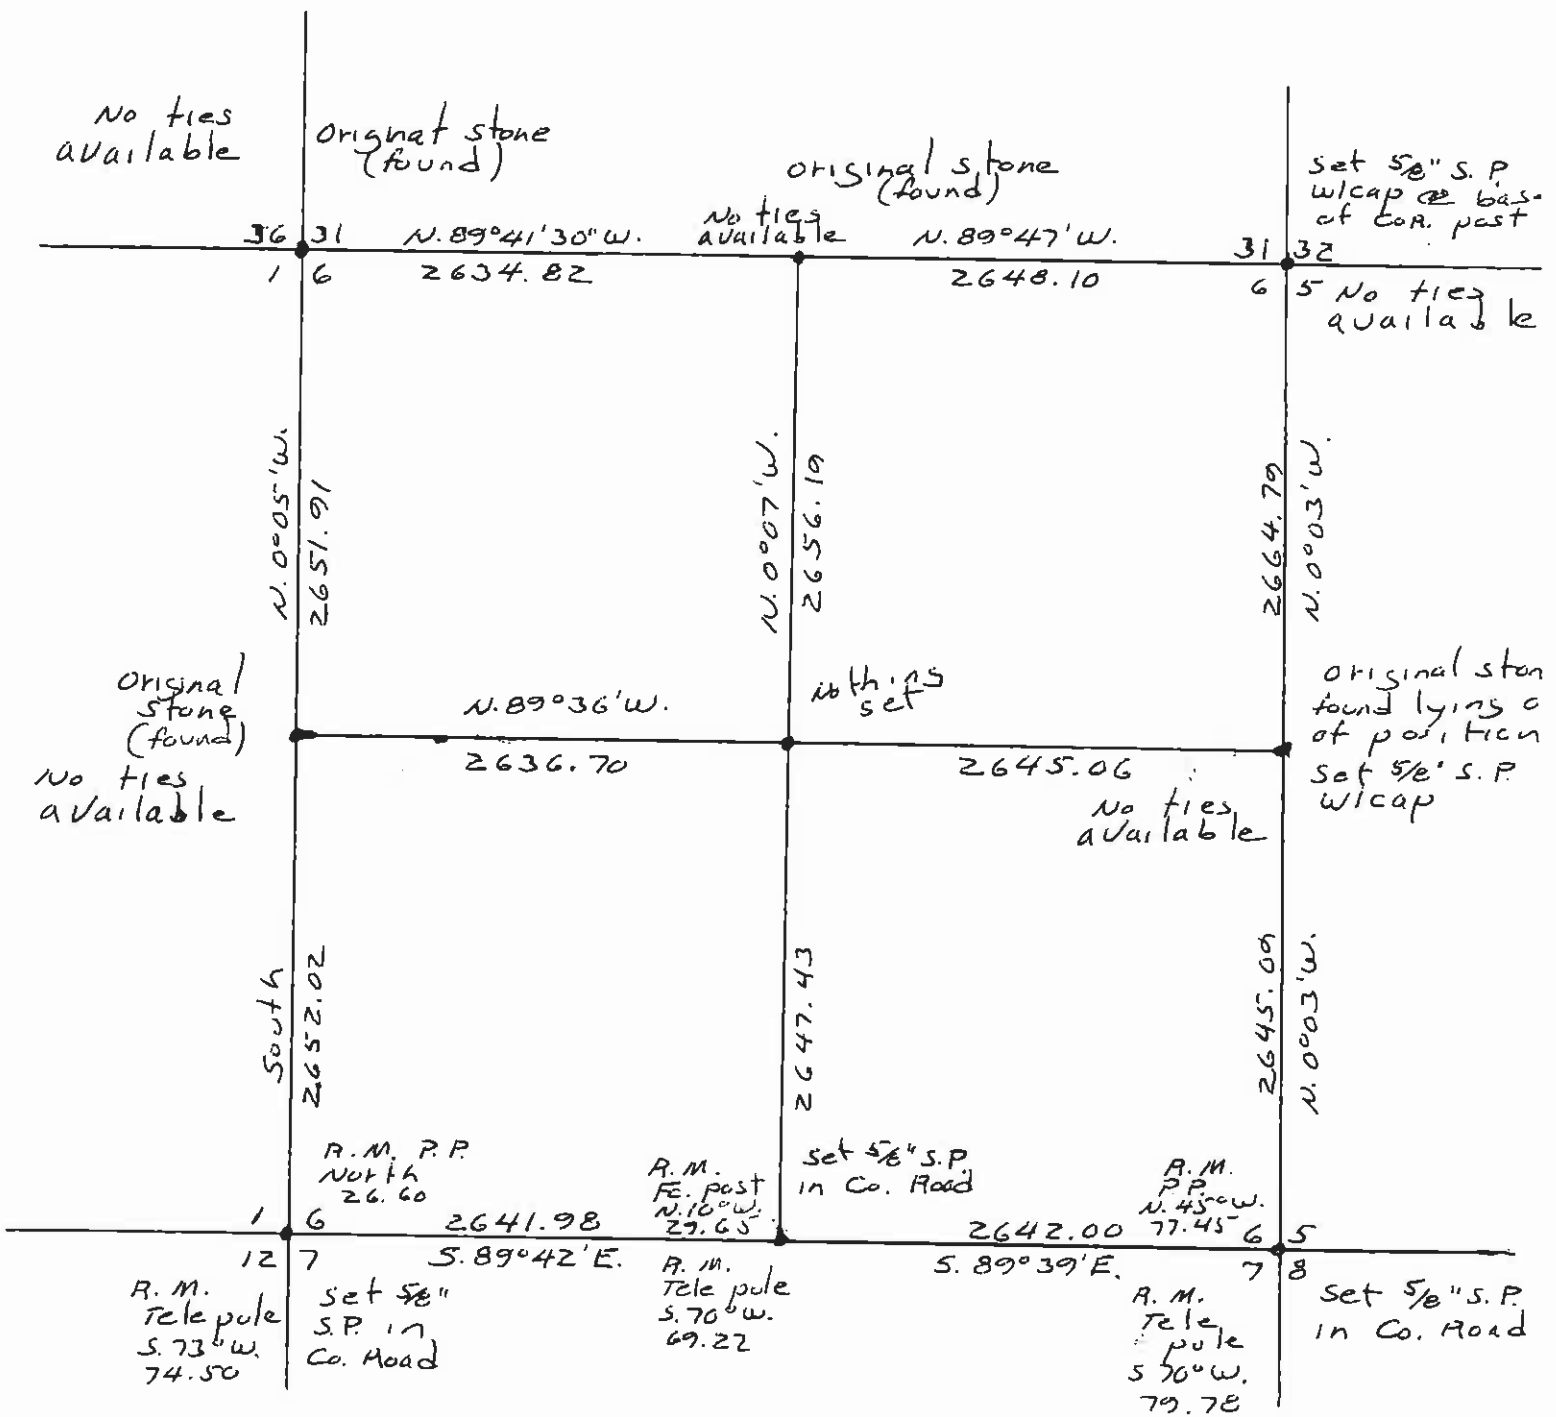 No ties
available
Original stone
(found)
original stone
(found)
No ties
available
Set 5/8" S. P.
w/cap @ bas
of COR. post
36 31
1 6
N. 89°41'30" W.
2634.82
N. 89°47' W.
2648.10
31 32
6 5
No ties
available
N. 0°05' W.
2651.91
N. 0°07' W.
2656.19
2664.79
N. 0°03' W.
Original
stone
(found)
No ties
available
N. 89°36' W.
2636.70
nothing
set
2645.06
No ties
available
original ston
found lying o
of position
Set 5/8" S. P.
w/cap
South
2652.02
2647.43
2645.09
N. 0°03' W.
R. M. P. P.
North
26.60
R. M.
FE. post
N. 10° W.
29.65
Set 5/8" S. P.
in Co. Road
R. M.
P. P.
N. 45° W.
77.45
1 6
12 7
2641.98
S. 89°42' E.
2642.00
S. 89°39' E.
6 5
7 8
R. M.
Tele pole
S. 73° W.
74.50
Set 5/8"
S. P. in
Co. Road
R. M.
Tele pole
S. 70° W.
69.22
R. M.
Tele
pole
S 70° W.
79.78
Set 5/8" S. P.
in Co. Road